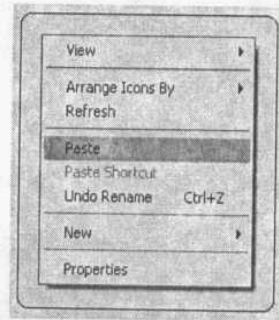 View
Arrange Icons By
Refresh
Paste
Paste Shortcut
Undo Rename Ctrl+Z
New
Properties